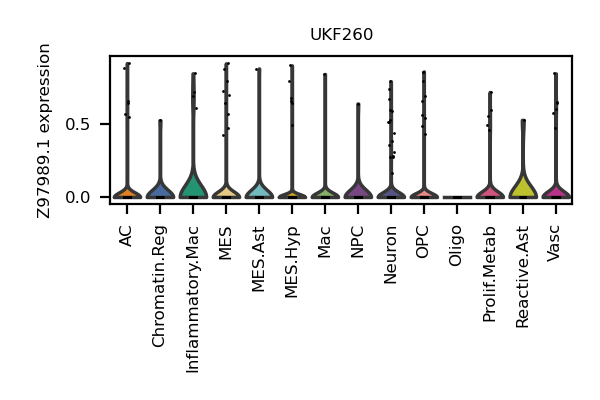 UKF260
Z97989.1 expression
0.5
0.0
AC
Chromatin.Reg
Inflammatory.Mac
MES
MES.Ast
MES.Hyp
Mac
NPC
Neuron
OPC
Oligo
Prolif.Metab
Reactive.Ast
Vasc